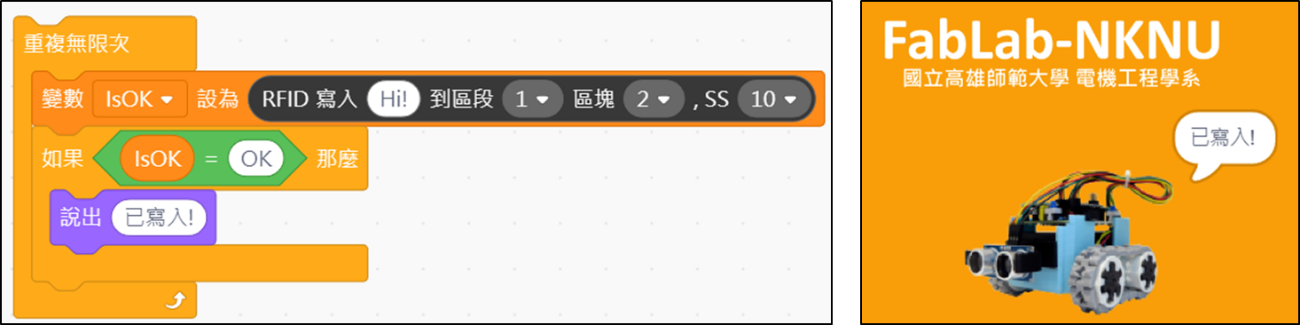 重複無限次
變數 IsOK 設為 RFID 寫入 Hi! 到區段 1 區塊 2 , SS 10
如果 IsOK = OK 那麼
說出 已寫入!
FabLab-NKNU
國立高雄師範大學 電機工程學系
已寫入!